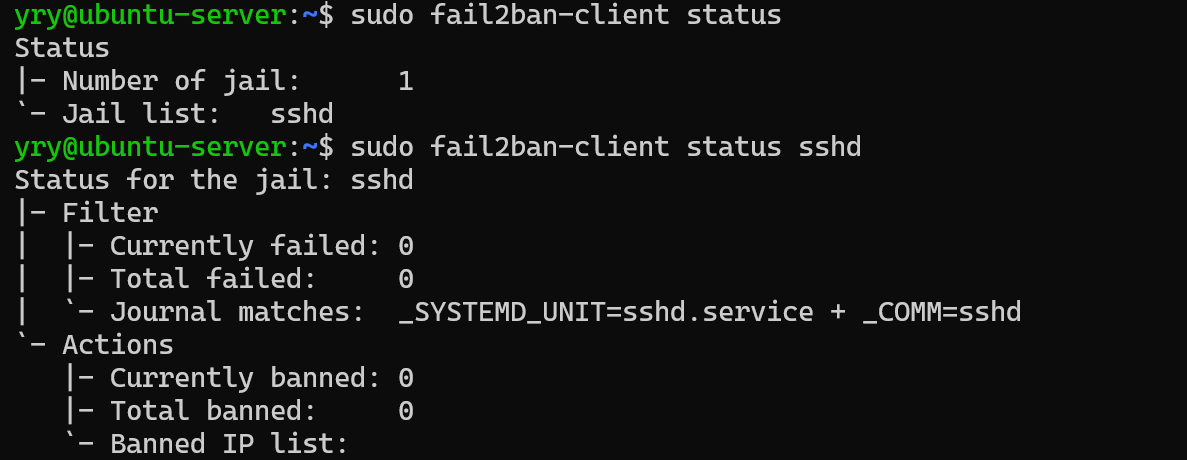 yry@ubuntu-server:~$ sudo fail2ban-client status
Status
|- Number of jail:      1
`- Jail list:   sshd
yry@ubuntu-server:~$ sudo fail2ban-client status sshd
Status for the jail: sshd
|- Filter
|  |- Currently failed: 0
|  |- Total failed:     0
|  `- Journal matches:  _SYSTEMD_UNIT=sshd.service + _COMM=sshd
`- Actions
   |- Currently banned: 0
   |- Total banned:     0
   `- Banned IP list: